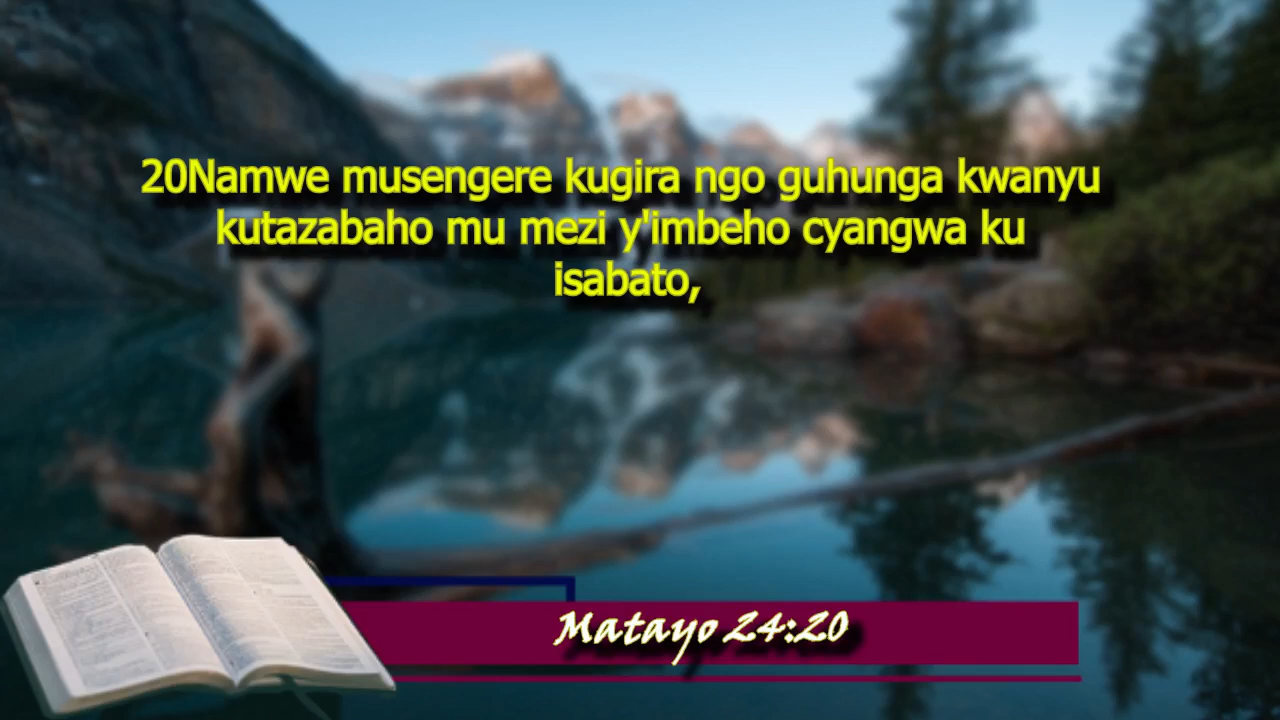 20Namwe musengere kugira ngo guhunga kwanyu
kutazabaho mu mezi y'imbeho cyangwa ku
isabato,
Matayo 24:20